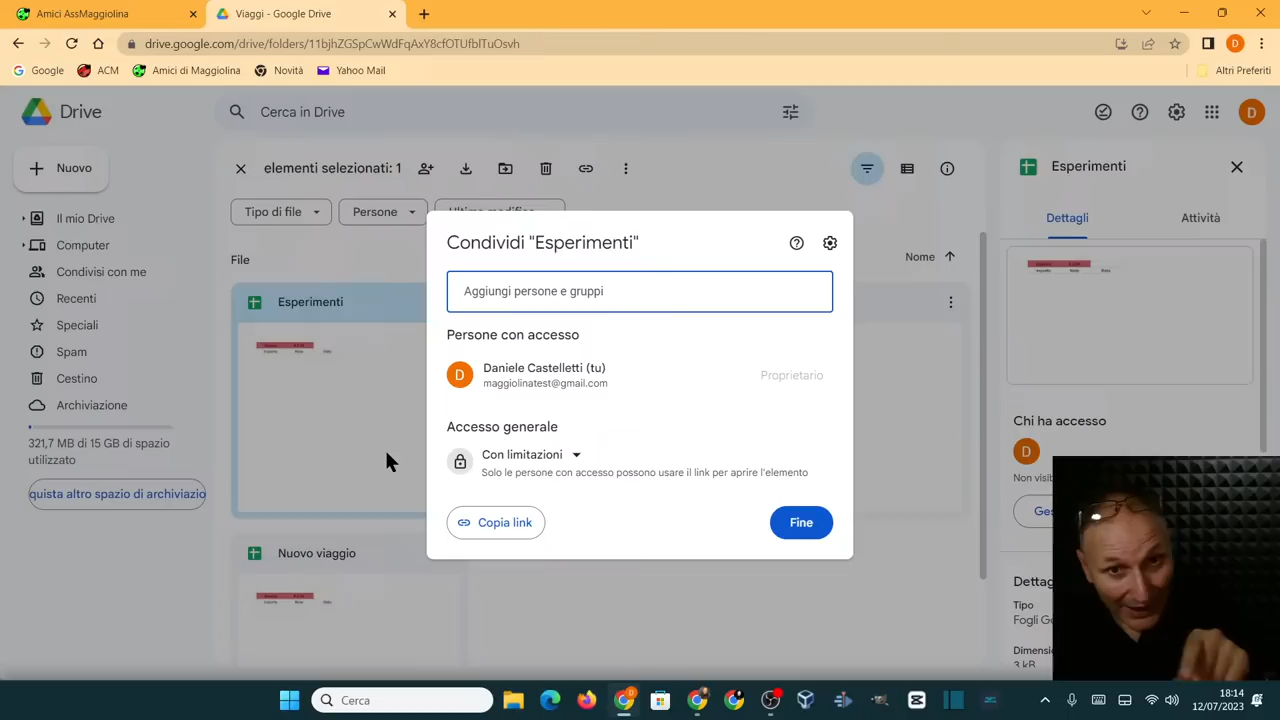 Amici AssMaggiolina
Viaggi - Google Drive
drive.google.com/drive/folders/11bjhZGSpCwWdFqAxY8cfOTUfblTuOsvh
D
Google
ACM
Amici di Maggiolina
Novità
Yahoo Mail
Altri Preferiti
Drive
Cerca in Drive
D
Nuovo
elementi selezionati: 1
Esperimenti
Tipo di file
Persone
Ultima modifica
Dettagli
Attività
Il mio Drive
Computer
Condivisi con me
Recenti
Speciali
Spam
Cestino
Archiviazione
321,7 MB di 15 GB di spazio
utilizzato
quista altro spazio di archiviazio
File
Nome
Esperimenti
Nuovo viaggio
Condividi "Esperimenti"
Aggiungi persone e gruppi
Persone con accesso
D
Daniele Castelletti (tu)
maggiolinatest@gmail.com
Proprietario
Accesso generale
Con limitazioni
Solo le persone con accesso possono usare il link per aprire l'elemento
Copia link
Fine
Chi ha accesso
D
Non visib
Ges
Dettag
Tipo
Fogli Go
Dimensio
3 kB
Cerca
18:14
12/07/2023